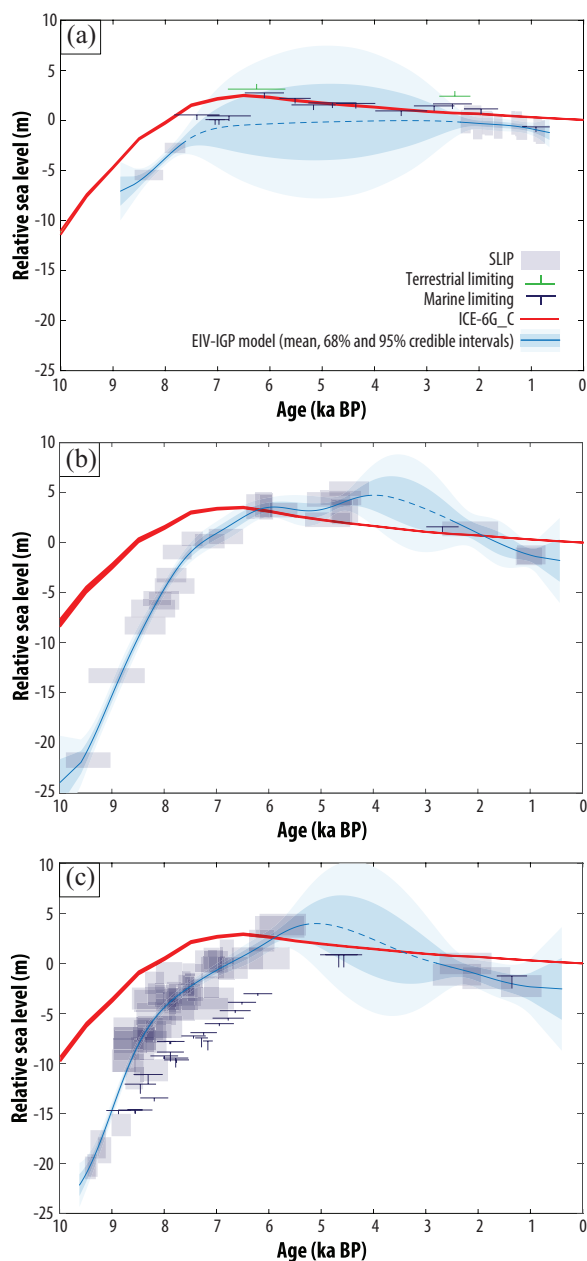 (a)
10
5
0
-5
-10
-15
-20
-25
Relative sea level (m)
SLIP
Terrestrial limiting
Marine limiting
ICE-6G_C
EIV-IGP model (mean, 68% and 95% credible intervals)
10 9 8 7 6 5 4 3 2 1 0
Age (ka BP)
(b)
10
5
0
-5
-10
-15
-20
-25
Relative sea level (m)
10 9 8 7 6 5 4 3 2 1 0
Age (ka BP)
(c)
10
5
0
-5
-10
-15
-20
-25
Relative sea level (m)
10 9 8 7 6 5 4 3 2 1 0
Age (ka BP)